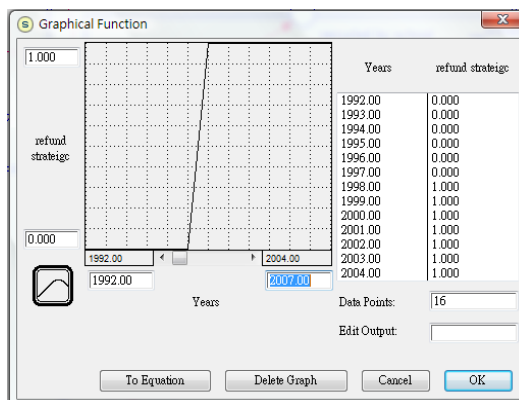 S Graphical Function
1.000
refund
strateigc
0.000
1992.00
2004.00
1992.00
2007.00
Years
Years refund strateigc
1992.00 0.000
1993.00 0.000
1994.00 0.000
1995.00 0.000
1996.00 0.000
1997.00 0.000
1998.00 1.000
1999.00 1.000
2000.00 1.000
2001.00 1.000
2002.00 1.000
2003.00 1.000
2004.00 1.000
Data Points: 16
Edit Output:
To Equation Delete Graph Cancel OK